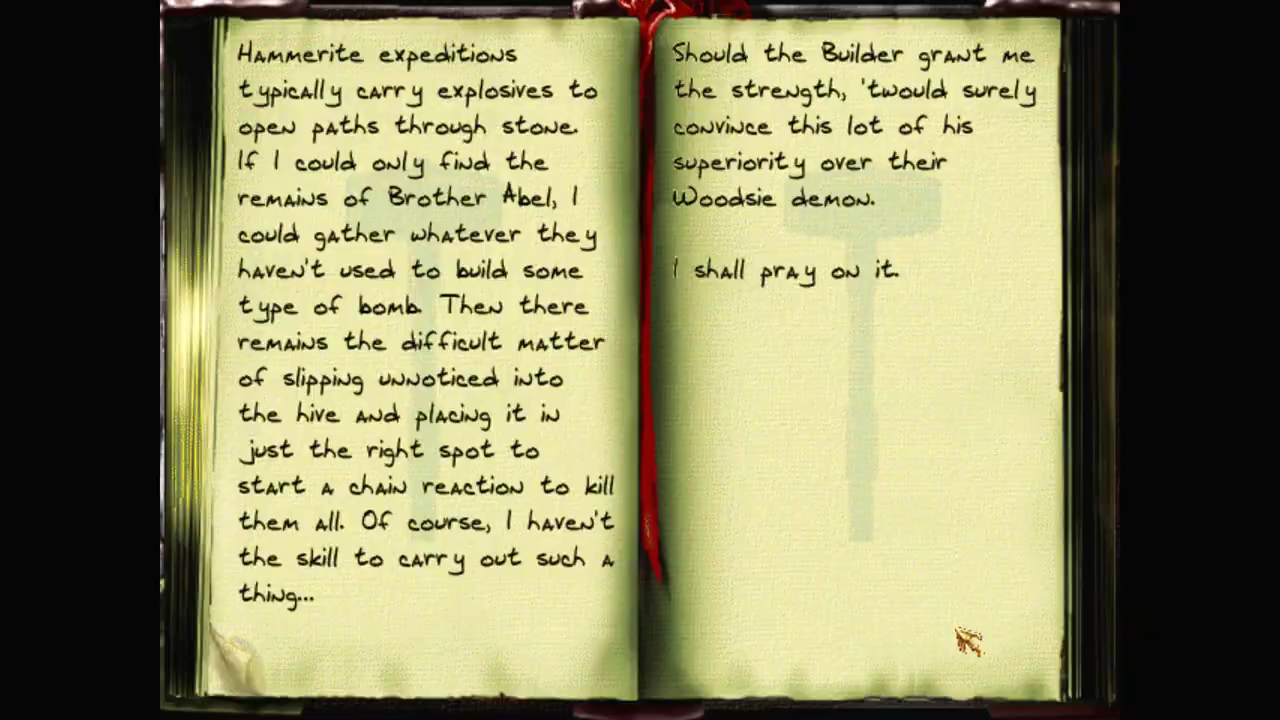 Hammerite expeditions
typically carry explosives to
open paths through stone.
If I could only find the
remains of Brother Abel, I
could gather whatever they
haven't used to build some
type of bomb. Then there
remains the difficult matter
of slipping unnoticed into
the hive and placing it in
just the right spot to
start a chain reaction to kill
them all. Of course, I haven't
the skill to carry out such a
thing...
Should the Builder grant me
the strength, 'twould surely
convince this lot of his
superiority over their
Woodsie demon.
I shall pray on it.